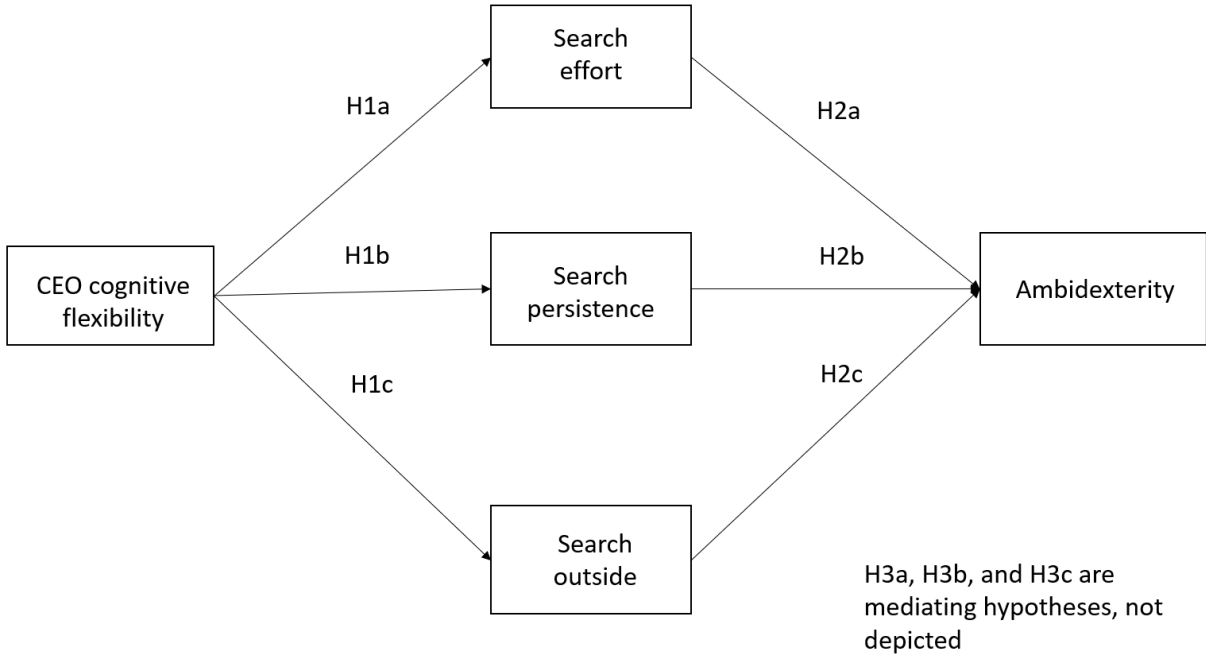 Search
effort
H1a
H2a
CEO cognitive
flexibility
H1b
Search
persistence
H2b
Ambidexterity
H1c
H2c
Search
outside
H3a, H3b, and H3c are
mediating hypotheses, not
depicted